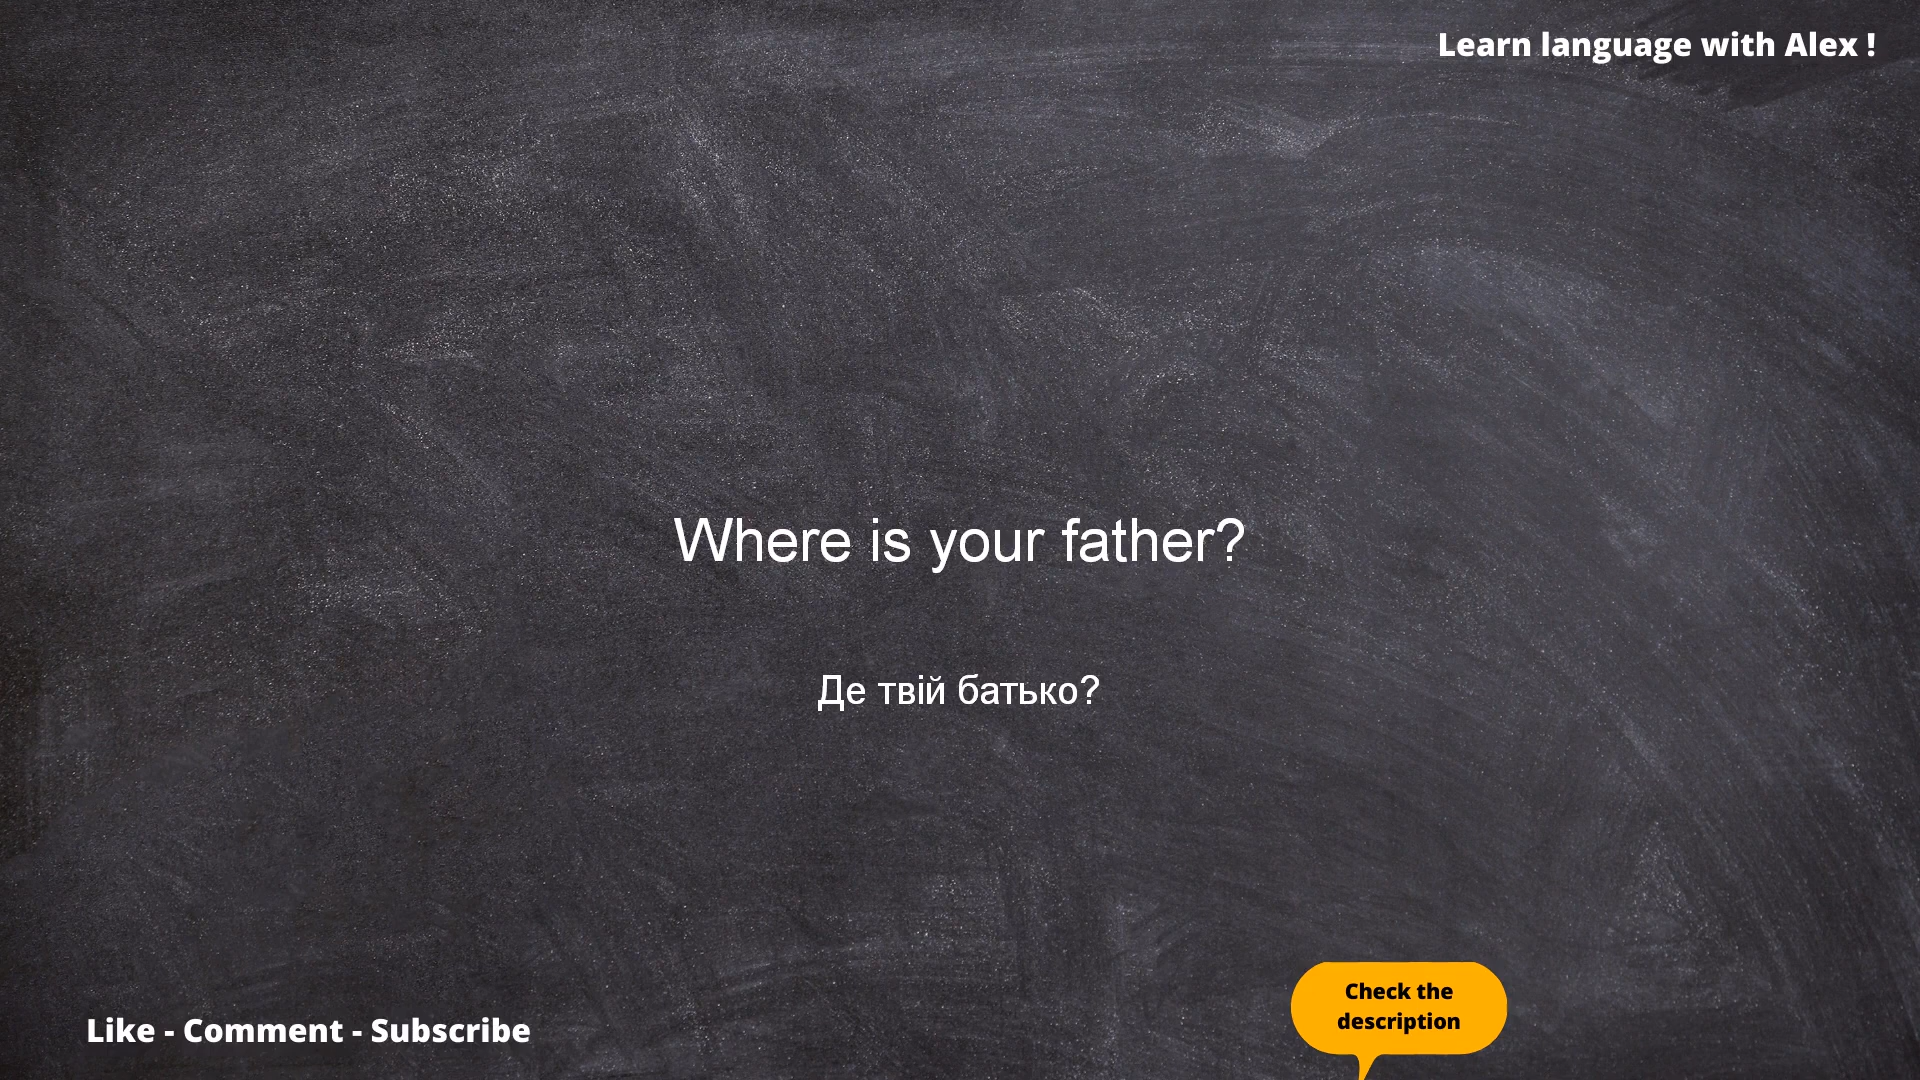 Learn language with Alex !
Where is your father?
Де твій батько?
Check the
description
Like - Comment - Subscribe